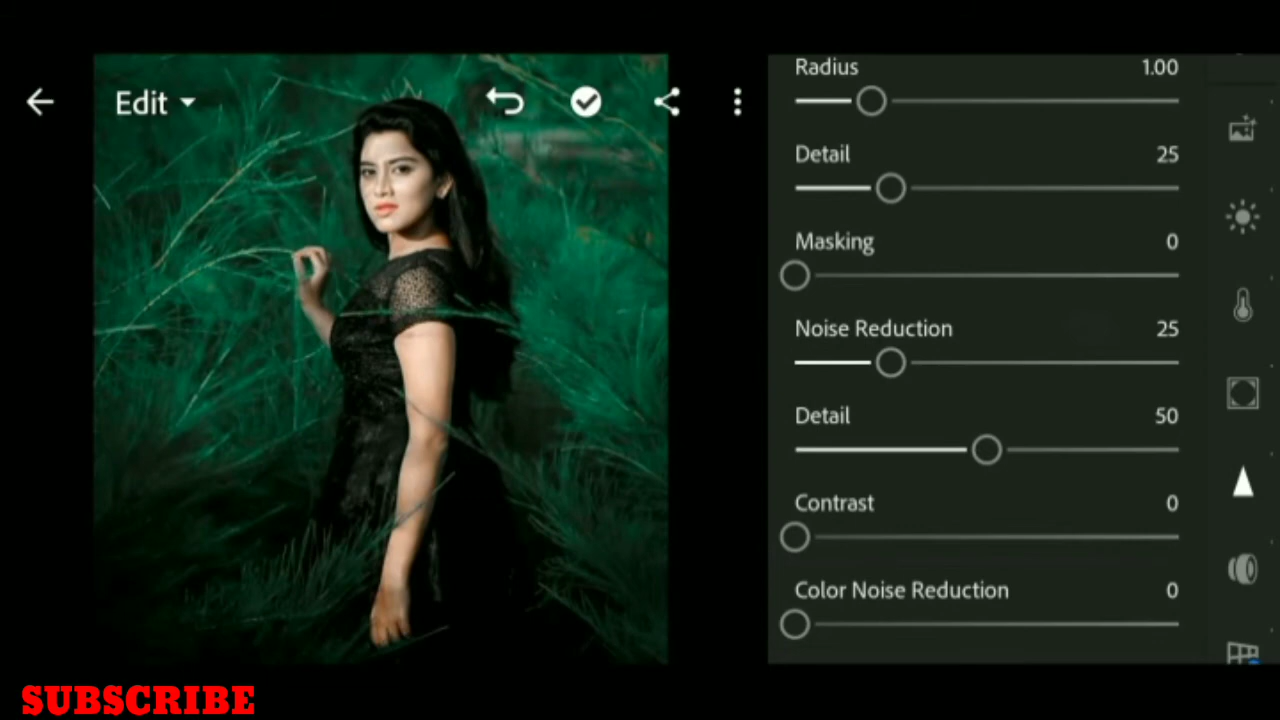 Edit
Radius 1.00
Detail 25
Masking 0
Noise Reduction 25
Detail 50
Contrast 0
Color Noise Reduction 0
SUBSCRIBE